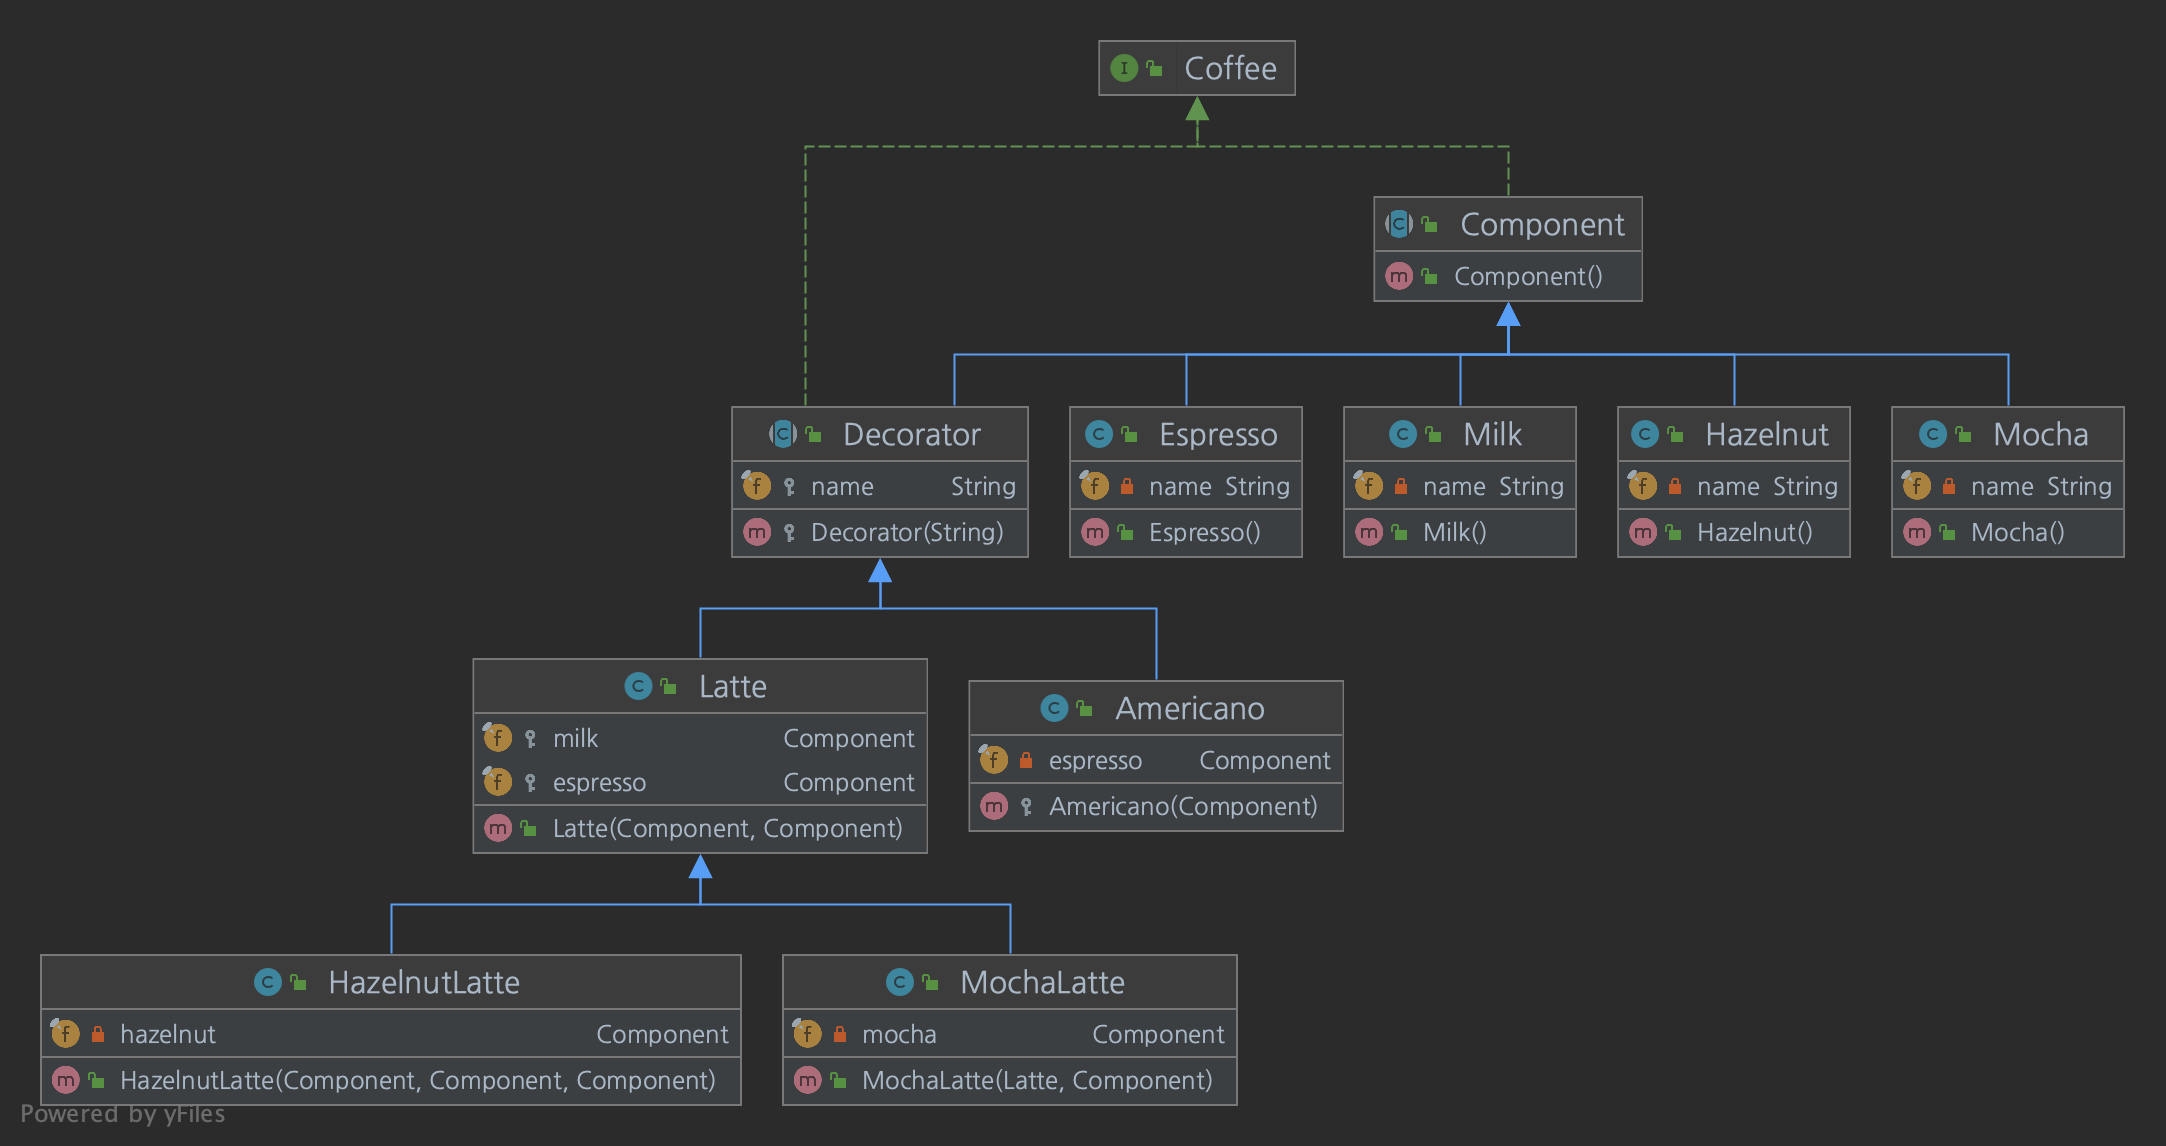 Coffee
Component
Component()
Decorator
name String
Decorator(String)
Espresso
name String
Espresso()
Milk
name String
Milk()
Hazelnut
name String
Hazelnut()
Mocha
name String
Mocha()
Latte
milk Component
espresso Component
Latte(Component, Component)
Americano
espresso Component
Americano(Component)
HazelnutLatte
hazelnut Component
HazelnutLatte(Component, Component, Component)
MochaLatte
mocha Component
MochaLatte(Latte, Component)
Powered by yFiles